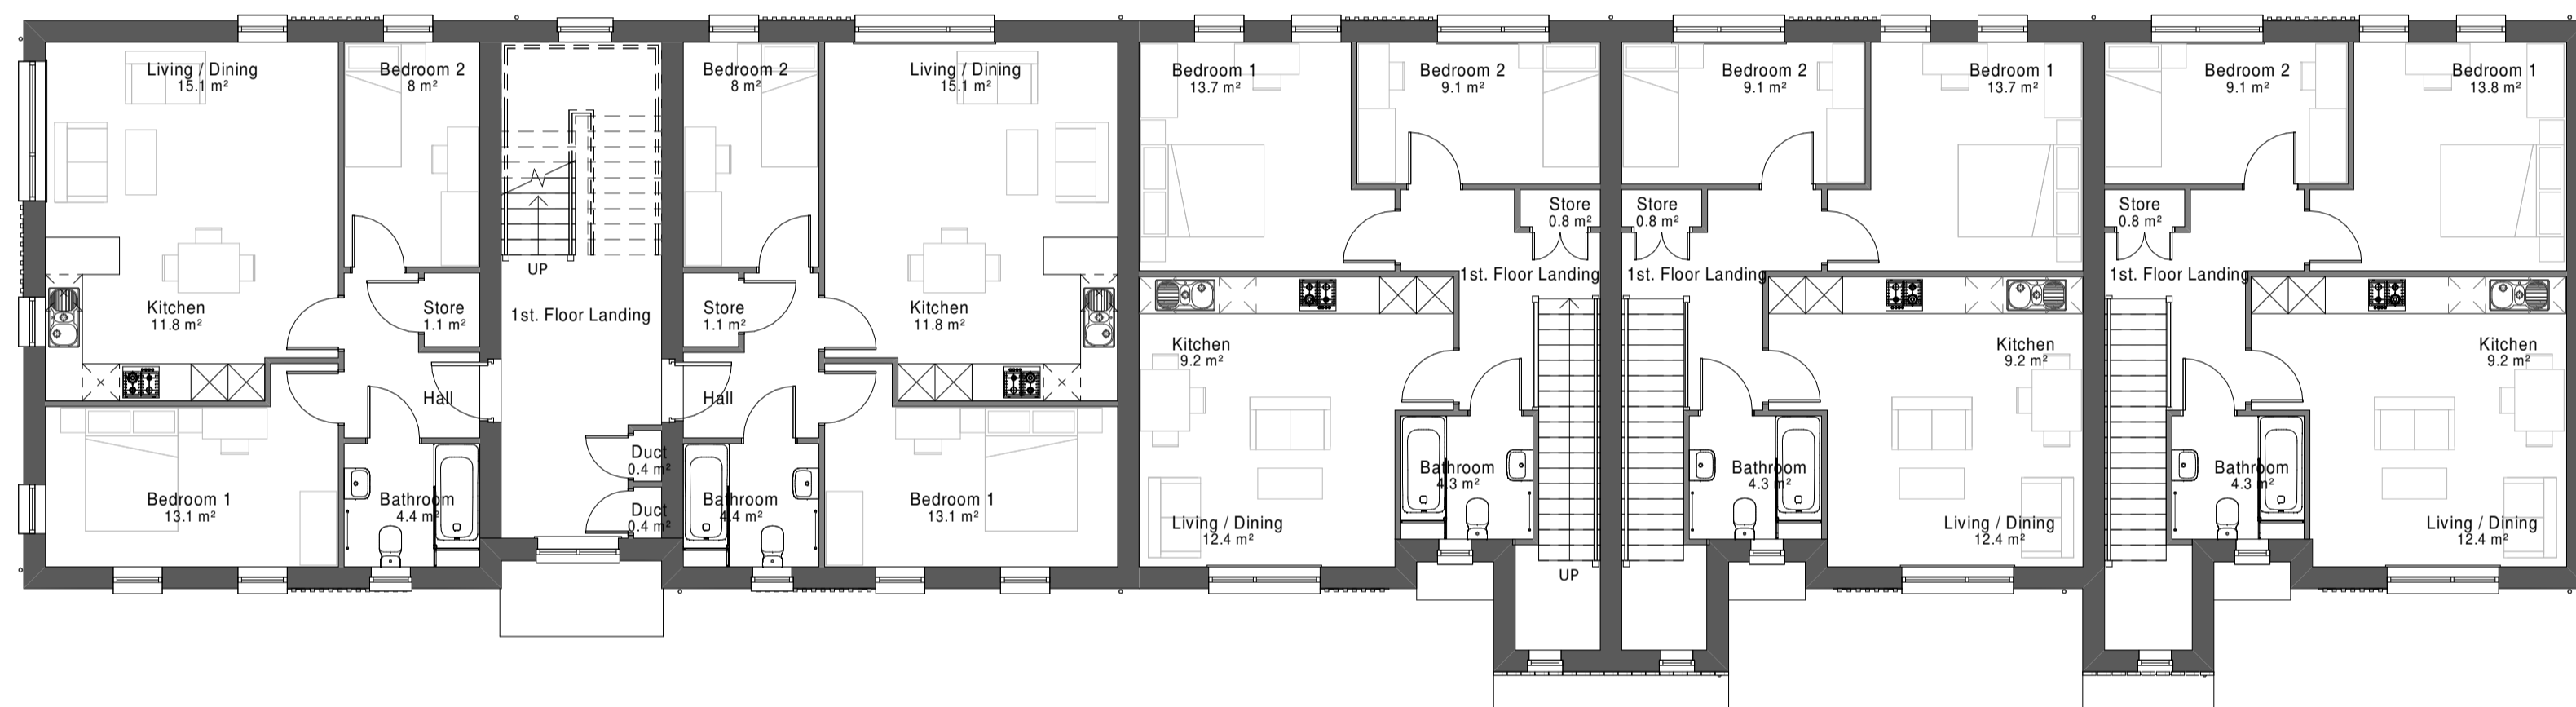 Living / Dining
15.1 m²
Bedroom 2
8 m²
Bedroom 2
8 m²
Living / Dining
15.1 m²
Bedroom 1
13.7 m²
Bedroom 2
9.1 m²
Bedroom 2
9.1 m²
Bedroom 1
13.7 m²
Bedroom 2
9.1 m²
Bedroom 1
13.8 m²
Store
0.8 m²
Store
0.8 m²
Store
0.8 m²
UP
1st. Floor Landing
1st. Floor Landing
1st. Floor Landing
Kitchen
11.8 m²
Store
1.1 m²
1st. Floor Landing
Store
1.1 m²
Kitchen
11.8 m²
Kitchen
9.2 m²
Kitchen
9.2 m²
Kitchen
9.2 m²
Hall
Hall
Duct
0.4 m²
Bathroom
4.3 m²
Bathroom
4.3 m²
Bathroom
4.3 m²
Bedroom 1
13.1 m²
Bathroom
4.4 m²
Duct
0.4 m²
Bathroom
4.4 m²
Bedroom 1
13.1 m²
Living / Dining
12.4 m²
Living / Dining
12.4 m²
Living / Dining
12.4 m²
UP